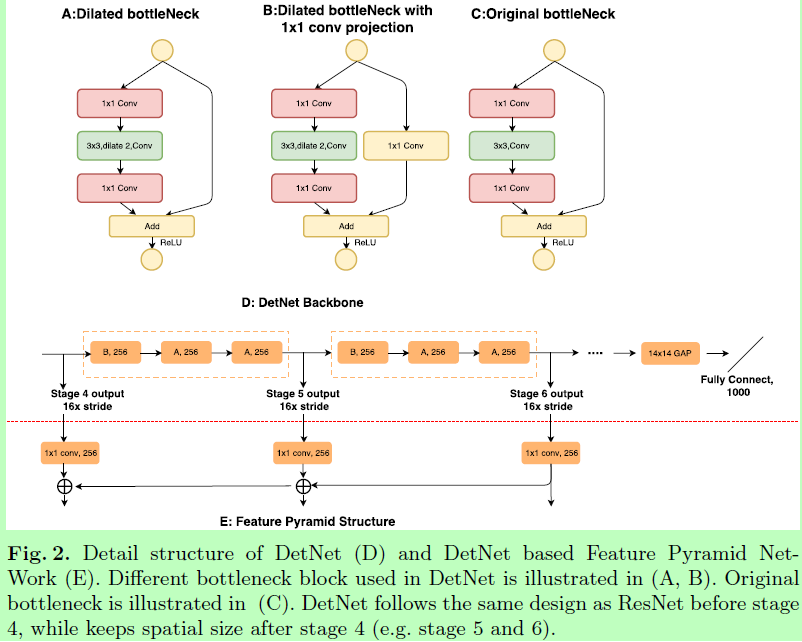 A:Dilated bottleNeck
B:Dilated bottleNeck with
1x1 conv projection
C:Original bottleNeck
1x1 Conv
3x3,dilate 2,Conv
1x1 Conv
Add
ReLU
1x1 Conv
3x3,dilate 2,Conv
1x1 Conv
1x1 Conv
Add
ReLU
1x1 Conv
3x3,Conv
1x1 Conv
Add
ReLU
D: DetNet Backbone
B, 256
A, 256
A, 256
B, 256
A, 256
A, 256
....
14x14 GAP
Fully Connect,
1000
Stage 4 output
16x stride
Stage 5 output
16x stride
Stage 6 output
16x stride
1x1 conv, 256
1x1 conv, 256
1x1 conv, 256
E: Feature Pyramid Structure
Fig. 2. Detail structure of DetNet (D) and DetNet based Feature Pyramid Net-
Work (E). Different bottleneck block used in DetNet is illustrated in (A, B). Original
bottleneck is illustrated in (C). DetNet follows the same design as ResNet before stage
4, while keeps spatial size after stage 4 (e.g. stage 5 and 6).